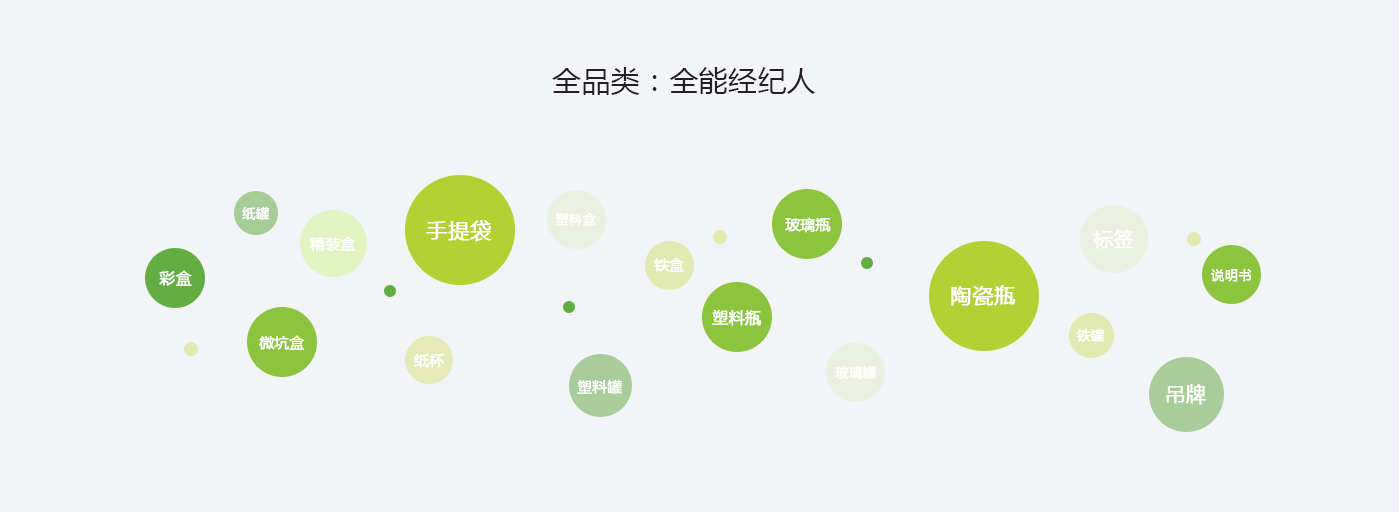 全品类：全能经纪人
纸罐
精装盒
手提袋
塑料盒
玻璃瓶
标签
彩盒
铁盒
说明书
微坑盒
塑料瓶
陶瓷瓶
铁罐
纸杯
塑料罐
玻璃罐
吊牌